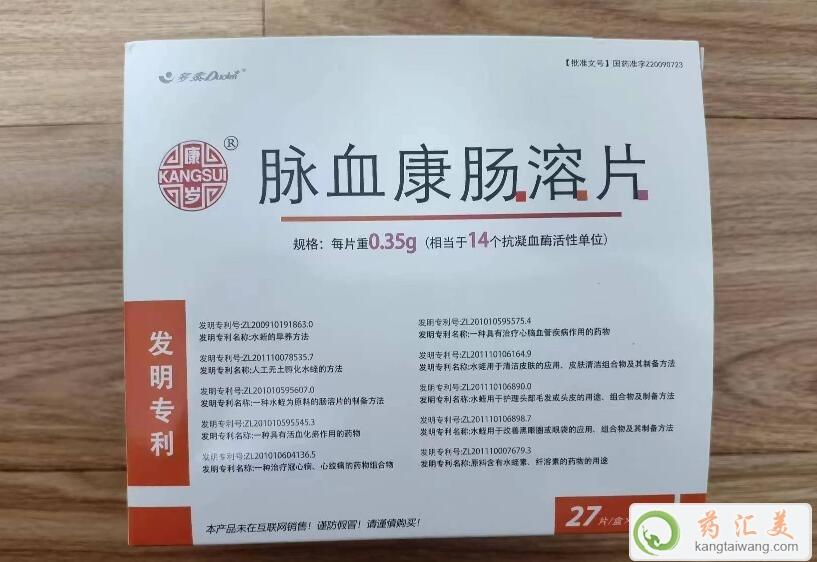 多泰Duotai®
【批准文号】国药准字Z20090723
康
KANGSUI
岁
®
脉血康肠溶片
规格：每片重0.35g（相当于14个抗凝血酶活性单位）
发明专利
发明专利号:ZL200910191863.0
发明专利名称:水蛭的旱养方法
发明专利号:ZL201110078535.7
发明专利名称:人工无土孵化水蛭的方法
发明专利号:ZL201010595607.0
发明专利名称:一种水蛭为原料的肠溶片的制备方法
发明专利号:ZL201010595545.3
发明专利名称:一种具有活血化瘀作用的药物
发明专利号:ZL201010604136.5
发明专利名称:一种治疗冠心病、心绞痛的药物组合物
发明专利号:ZL201010595575.4
发明专利名称:一种具有治疗心脑血管疾病作用的药物
发明专利号:ZL201110106164.9
发明专利名称:水蛭用于清洁皮肤的应用、皮肤清洁组合物及其制备方法
发明专利号:ZL201110106890.0
发明专利名称:水蛭用于护理头部毛发或头皮的用途、组合物及制备方法
发明专利号:ZL201110106898.7
发明专利名称:水蛭用于改善黑眼圈或眼袋的应用、组合物及其制备方法
发明专利号:ZL201110007679.3
发明专利名称:原料含有水蛭素、纤溶素的药物的用途
本产品未在互联网销售！谨防假冒！请谨慎购买！
27片/盒
药汇美
kangtaiwang.com